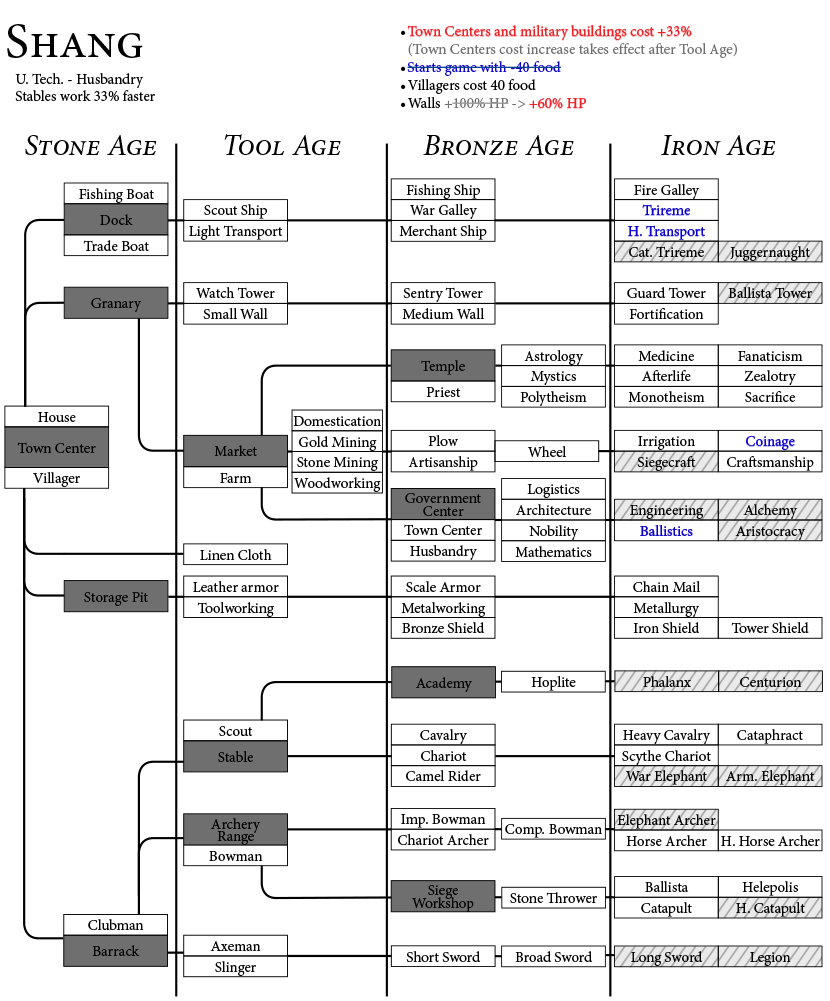 SHANG
U. Tech. - Husbandry
Stables work 33% faster
• Town Centers and military buildings cost +33%
(Town Centers cost increase takes effect after Tool Age)
• Starts game with -40 food
• Villagers cost 40 food
• Walls +100% HP -> +60% HP
STONE AGE
TOOL AGE
BRONZE AGE
IRON AGE
Fishing Boat
Dock
Trade Boat
Scout Ship
Light Transport
Fishing Ship
War Galley
Merchant Ship
Fire Galley
Trireme
H. Transport
Cat. Trireme
Juggernaught
Granary
Watch Tower
Small Wall
Sentry Tower
Medium Wall
Guard Tower
Ballista Tower
Fortification
Temple
Priest
Astrology
Mystics
Polytheism
Medicine
Fanaticism
Afterlife
Zealotry
Monotheism
Sacrifice
House
Town Center
Villager
Market
Farm
Domestication
Gold Mining
Stone Mining
Woodworking
Plow
Artisanship
Wheel
Irrigation
Coinage
Siegecraft
Craftsmanship
Government
Center
Town Center
Husbandry
Logistics
Architecture
Nobility
Mathematics
Engineering
Alchemy
Ballistics
Aristocracy
Linen Cloth
Storage Pit
Leather armor
Toolworking
Scale Armor
Metalworking
Bronze Shield
Chain Mail
Metallurgy
Iron Shield
Tower Shield
Academy
Hoplite
Phalanx
Centurion
Scout
Stable
Cavalry
Chariot
Camel Rider
Heavy Cavalry
Cataphract
Scythe Chariot
War Elephant
Arm. Elephant
Archery
Range
Bowman
Imp. Bowman
Chariot Archer
Comp. Bowman
Elephant Archer
Horse Archer
H. Horse Archer
Siege
Workshop
Stone Thrower
Ballista
Helepolis
Catapult
H. Catapult
Clubman
Barrack
Axeman
Slinger
Short Sword
Broad Sword
Long Sword
Legion